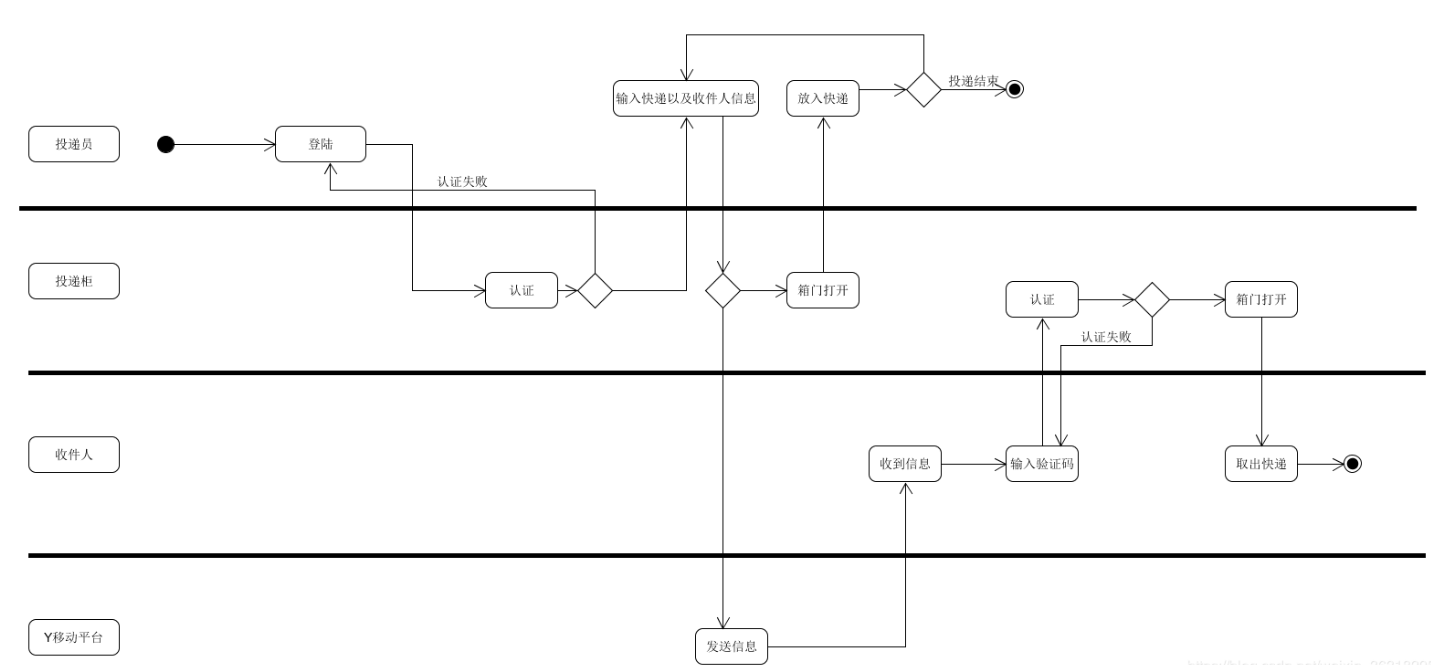 投递结束
输入快递以及收件人信息
放入快递
投递员
登陆
认证失败
投递柜
认证
箱门打开
认证
箱门打开
认证失败
收件人
收到信息
输入验证码
取出快递
Y移动平台
发送信息